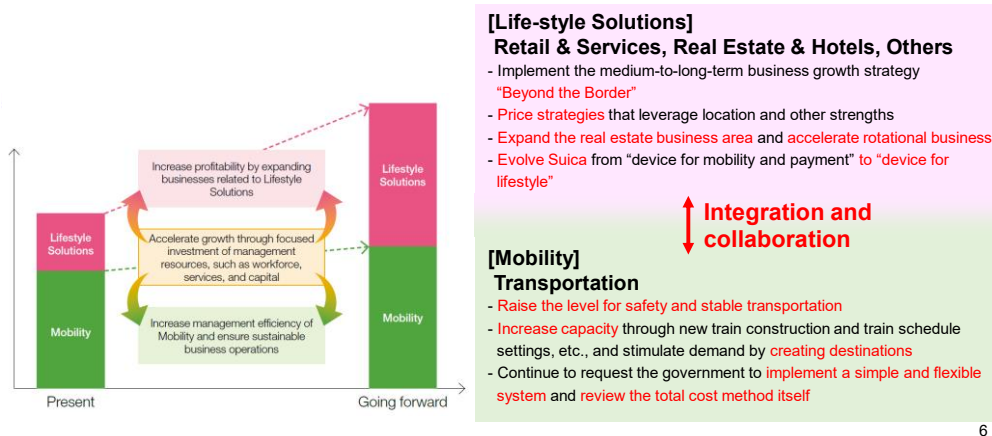 Lifestyle
Solutions
Mobility
Present
Increase profitability by expanding
businesses related to Lifestyle
Solutions
Accelerate growth through focused
investment of management
resources, such as workforce,
services, and capital
Increase management efficiency of
Mobility and ensure sustainable
business operations
Lifestyle
Solutions
Mobility
Going forward
[Life-style Solutions]
Retail & Services, Real Estate & Hotels, Others
- Implement the medium-to-long-term business growth strategy
“Beyond the Border”
- Price strategies that leverage location and other strengths
- Expand the real estate business area and accelerate rotational business
- Evolve Suica from “device for mobility and payment” to “device for
lifestyle”
Integration and
collaboration
[Mobility]
Transportation
- Raise the level for safety and stable transportation
- Increase capacity through new train construction and train schedule
settings, etc., and stimulate demand by creating destinations
- Continue to request the government to implement a simple and flexible
system and review the total cost method itself
6